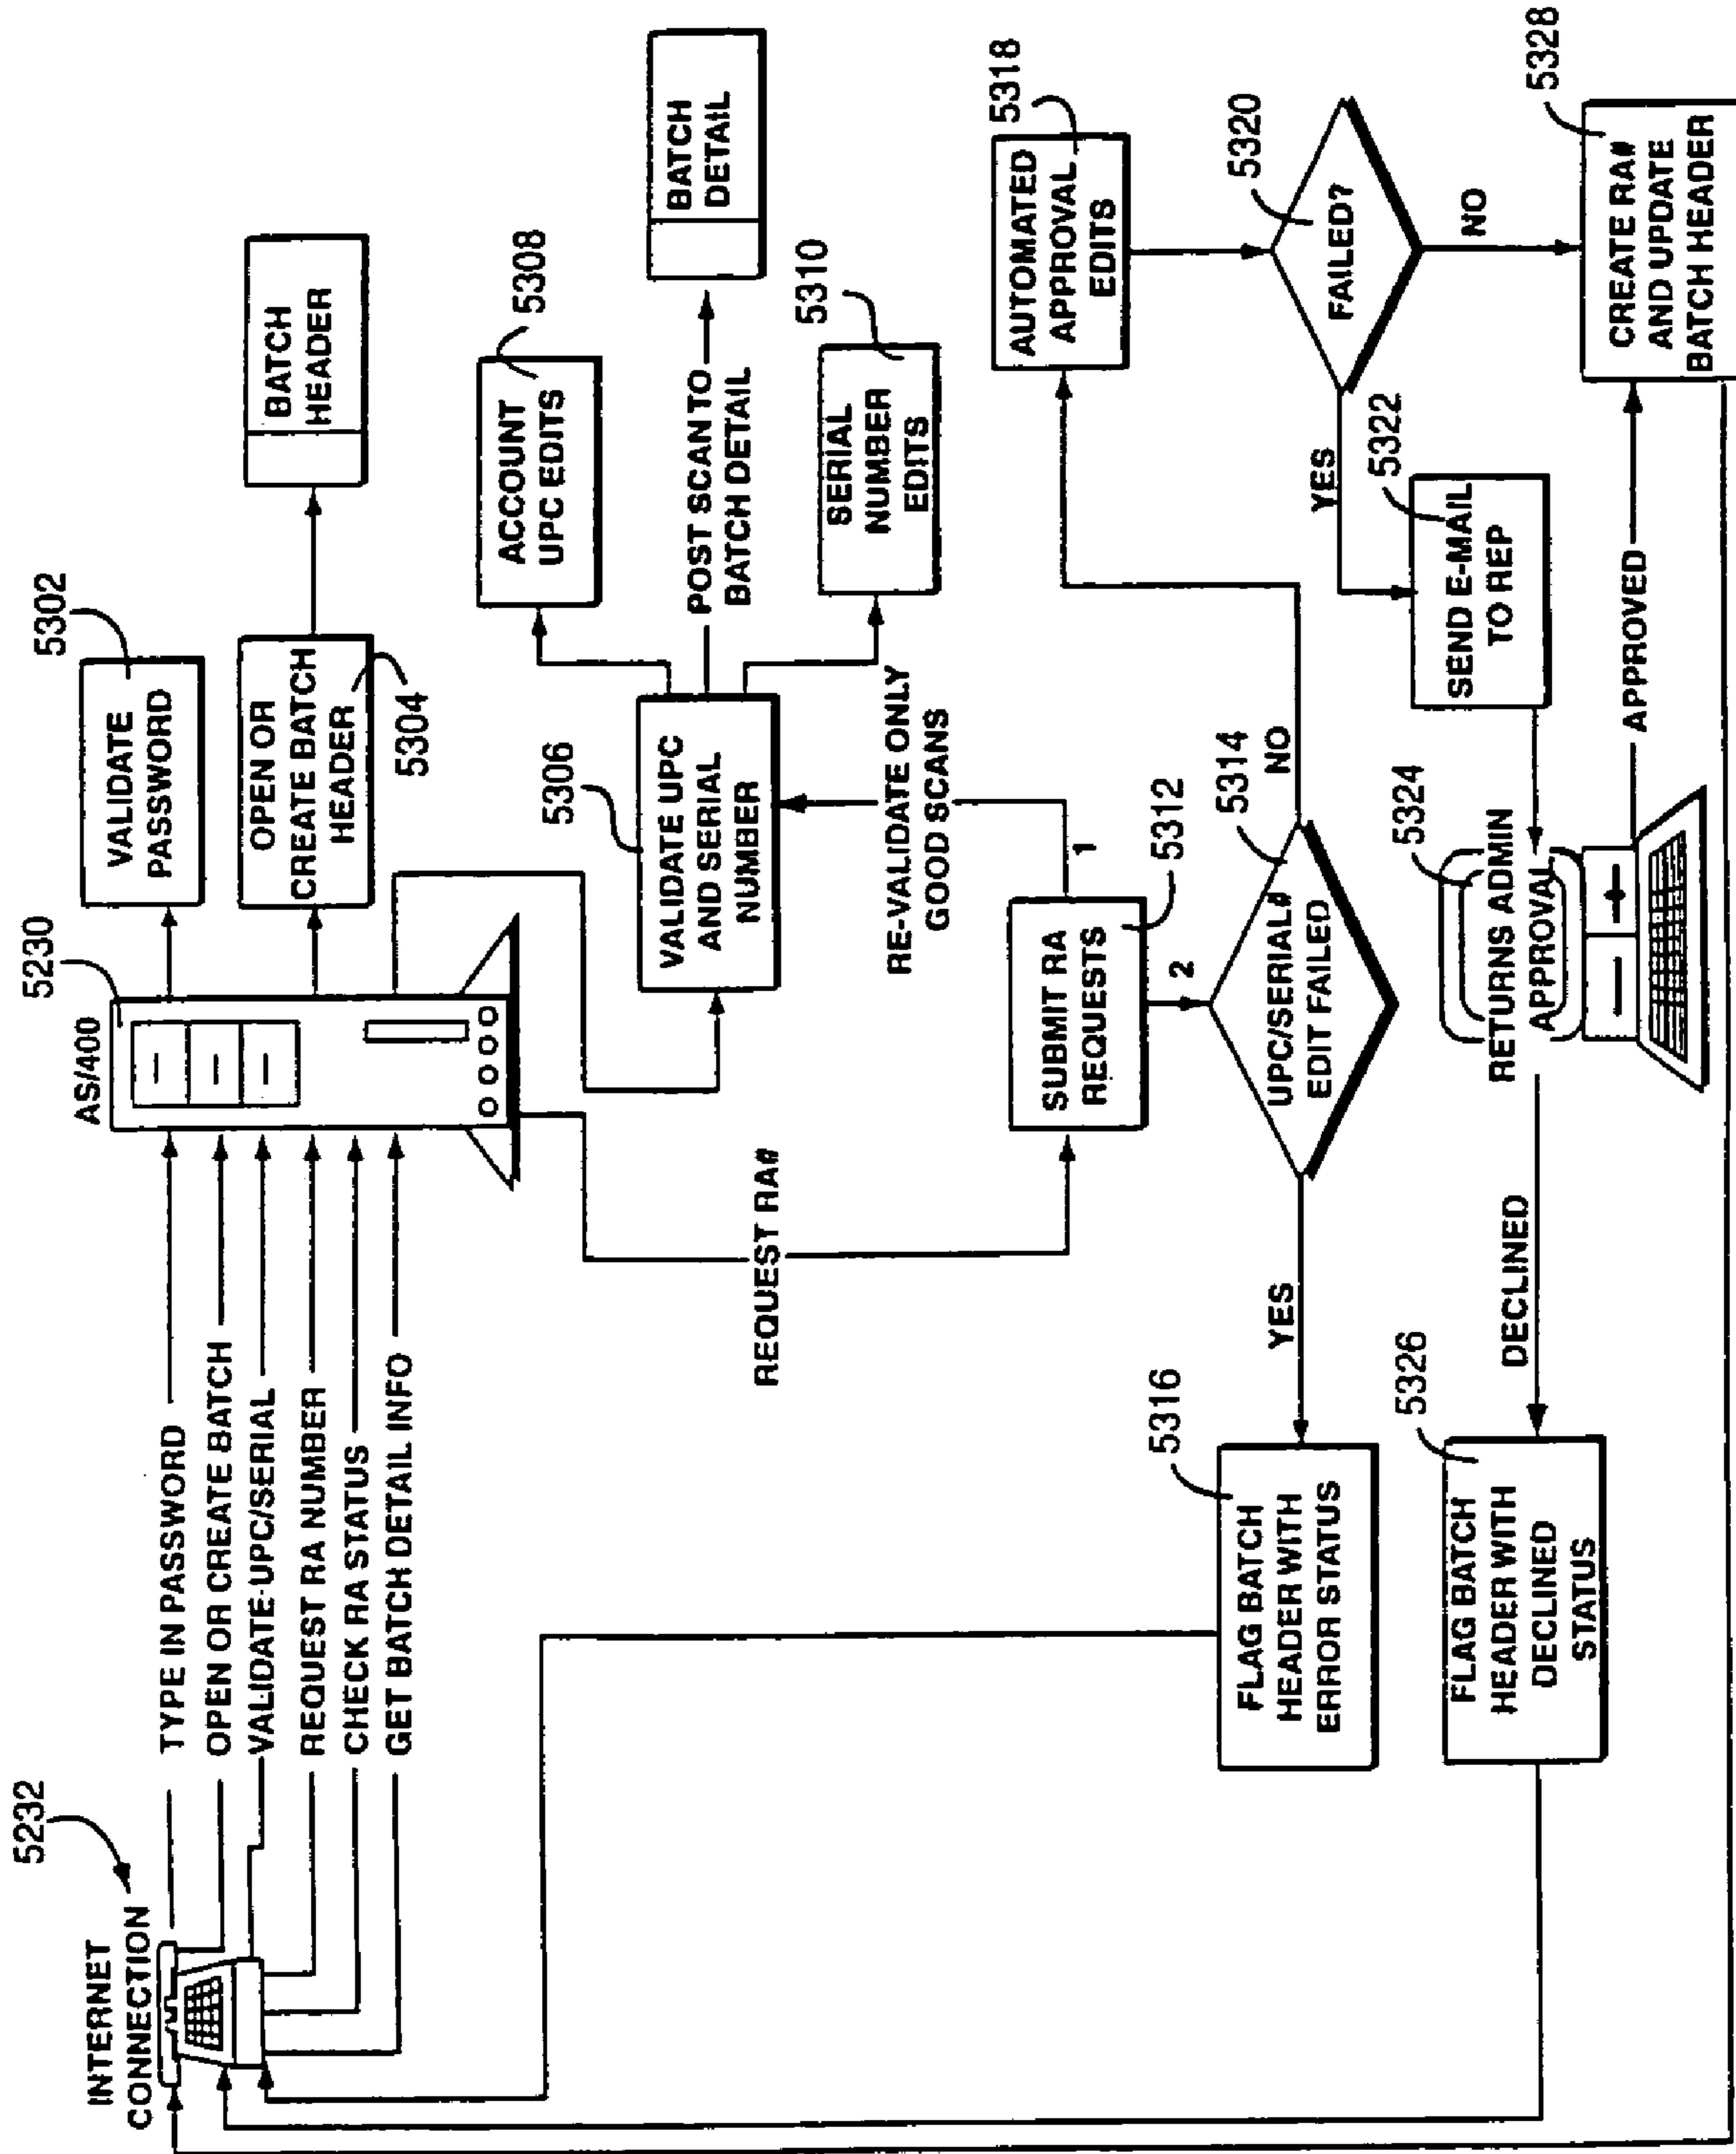 5232
INTERNET
CONNECTION
TYPE IN PASSWORD
OPEN OR CREATE BATCH
VALIDATE-UPC/SERIAL
REQUEST RA NUMBER
CHECK RA STATUS
GET BATCH DETAIL INFO
AS/400
5230
VALIDATE
PASSWORD
5302
OPEN OR
CREATE BATCH
HEADER
5304
BATCH
HEADER
REQUEST RA#
5306
VALIDATE UPC
AND SERIAL
NUMBER
ACCOUNT
UPC EDITS
5308
POST SCAN TO
BATCH DETAIL
BATCH
DETAIL
SERIAL
NUMBER
EDITS
5310
RE-VALIDATE ONLY
GOOD SCANS
1
SUBMIT RA
REQUESTS
5312
2
UPC/SERIAL#
EDIT FAILED
5314
YES
NO
5316
FLAG BATCH
HEADER WITH
ERROR STATUS
AUTOMATED
APPROVAL
EDITS
5318
FAILED?
5320
YES
NO
SEND E-MAIL
TO REP
5322
RETURNS ADMIN
APPROVAL
5324
DECLINED
APPROVED
5326
FLAG BATCH
HEADER WITH
DECLINED
STATUS
CREATE RA#
AND UPDATE
BATCH HEADER
5328